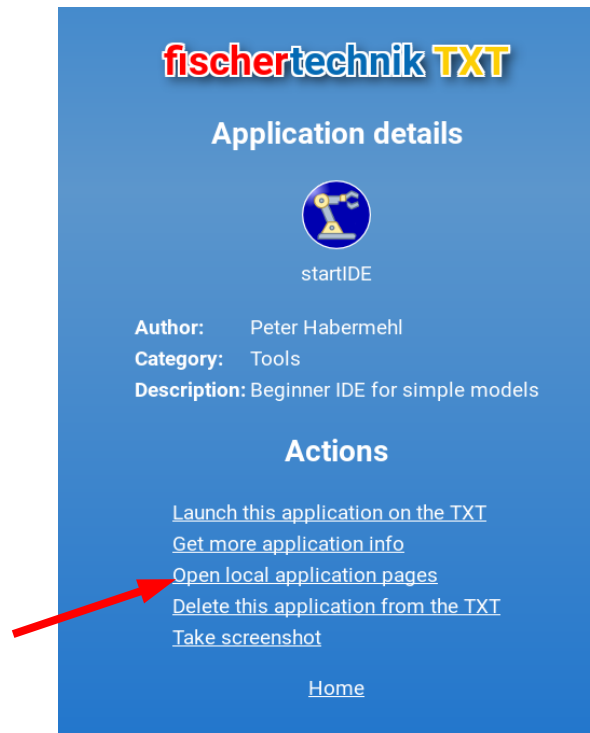 fischertechnik TXT
Application details
startIDE
Author: Peter Habermehl
Category: Tools
Description: Beginner IDE for simple models
Actions
Launch this application on the TXT
Get more application info
Open local application pages
Delete this application from the TXT
Take screenshot
Home